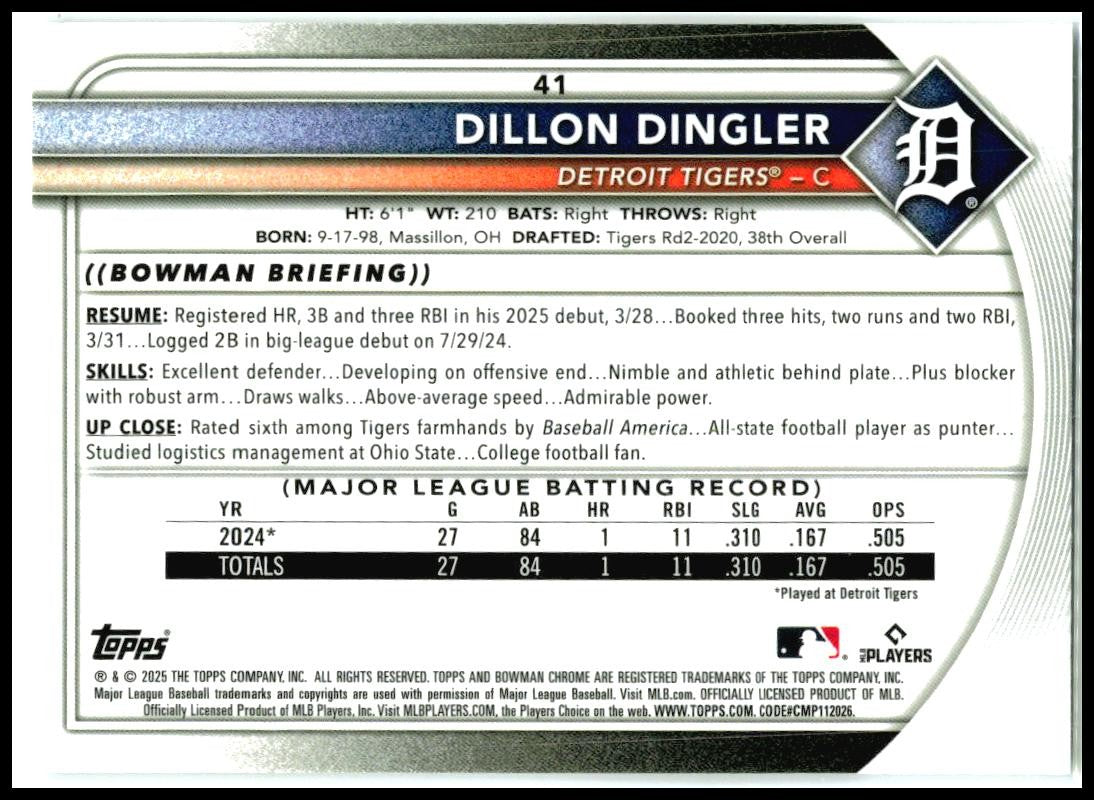 41
DILLON DINGLER
DETROIT TIGERS® – C
D
®
HT: 6'1" WT: 210 BATS: Right THROWS: Right
BORN: 9-17-98, Massillon, OH DRAFTED: Tigers Rd2-2020, 38th Overall
((BOWMAN BRIEFING))
RESUME: Registered HR, 3B and three RBI in his 2025 debut, 3/28...Booked three hits, two runs and two RBI,
3/31...Logged 2B in big-league debut on 7/29/24.
SKILLS: Excellent defender...Developing on offensive end...Nimble and athletic behind plate...Plus blocker
with robust arm...Draws walks...Above-average speed...Admirable power.
UP CLOSE: Rated sixth among Tigers farmhands by Baseball America...All-state football player as punter...
Studied logistics management at Ohio State...College football fan.
(MAJOR LEAGUE BATTING RECORD)
YR G AB HR RBI SLG AVG OPS
2024* 27 84 1 11 .310 .167 .505
TOTALS 27 84 1 11 .310 .167 .505
*Played at Detroit Tigers
topps® ® MLB PLAYERS
® & © 2025 THE TOPPS COMPANY, INC. ALL RIGHTS RESERVED. TOPPS AND BOWMAN CHROME ARE REGISTERED TRADEMARKS OF THE TOPPS COMPANY, INC.
Major League Baseball trademarks and copyrights are used with permission of Major League Baseball. Visit MLB.com. OFFICIALLY LICENSED PRODUCT OF MLB.
Officially Licensed Product of MLB Players, Inc. Visit MLBPLAYERS.COM, the Players Choice on the web. WWW.TOPPS.COM. CODE#CMP112026.